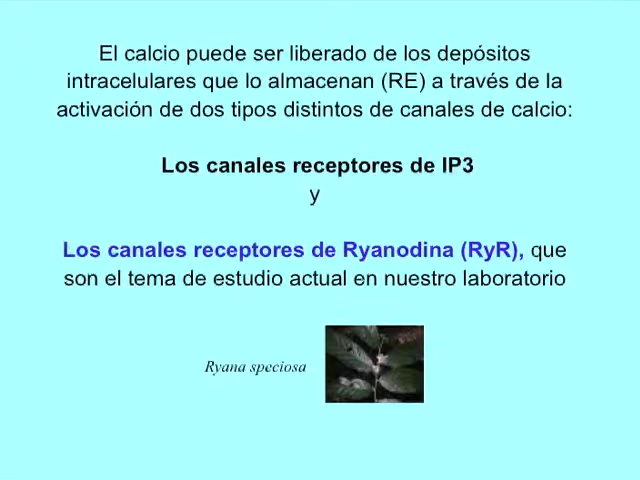 El calcio puede ser liberado de los depósitos
intracelulares que lo almacenan (RE) a través de la
activación de dos tipos distintos de canales de calcio:
Los canales receptores de IP3
y
Los canales receptores de Ryanodina (RyR), que
son el tema de estudio actual en nuestro laboratorio
Ryana speciosa